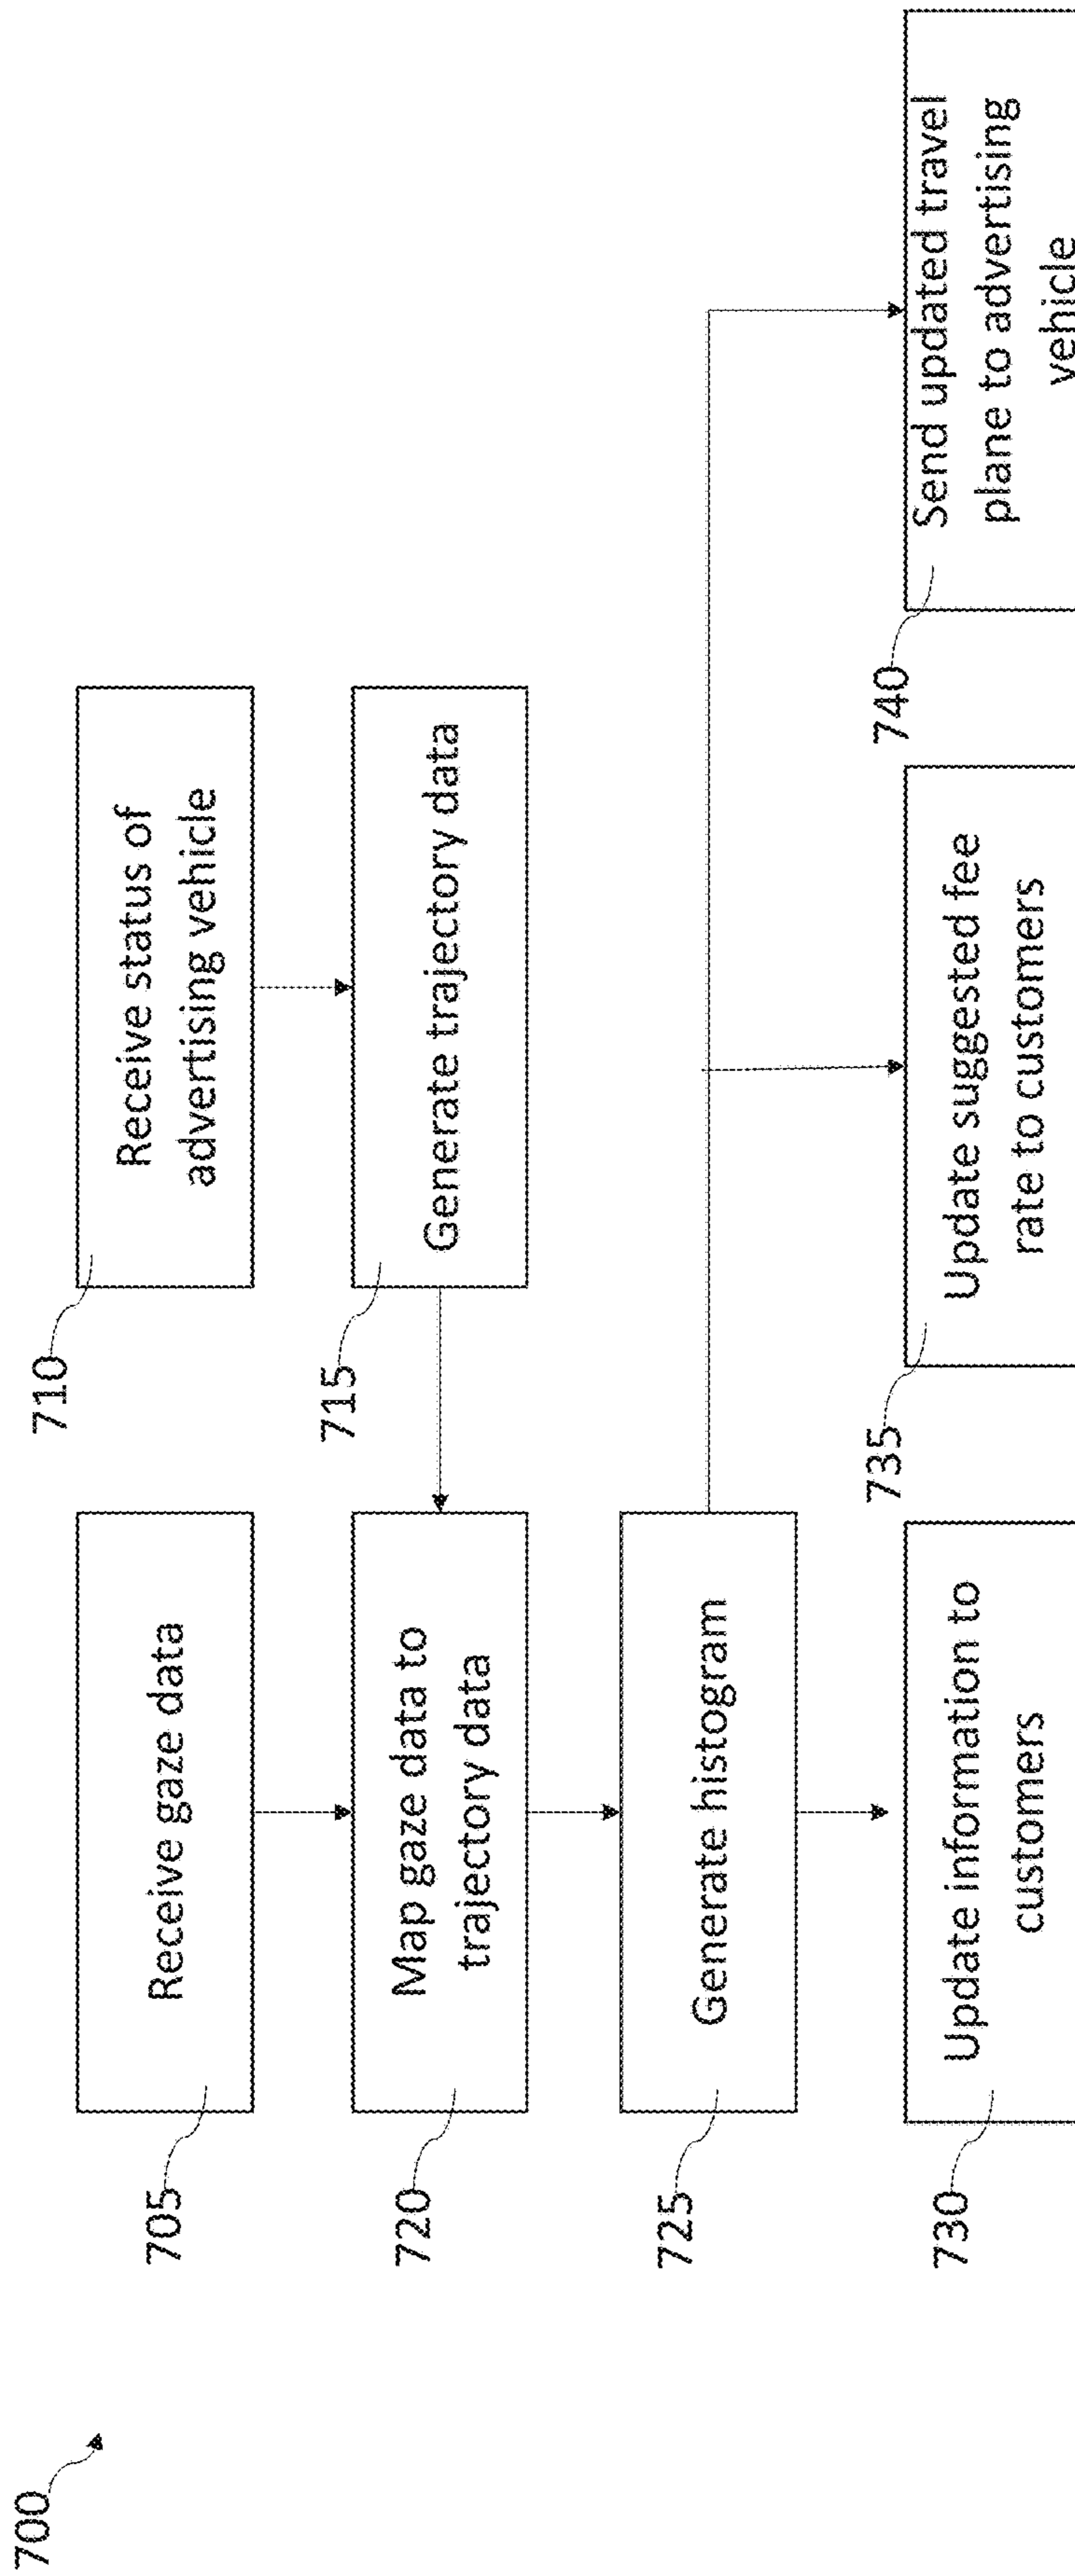 700
705
Receive gaze data
710
Receive status of
advertising vehicle
720
Map gaze data to
trajectory data
715
Generate trajectory data
725
Generate histogram
730
Update information to
customers
735
Update suggested fee
rate to customers
740
Send updated travel
plane to advertising
vehicle